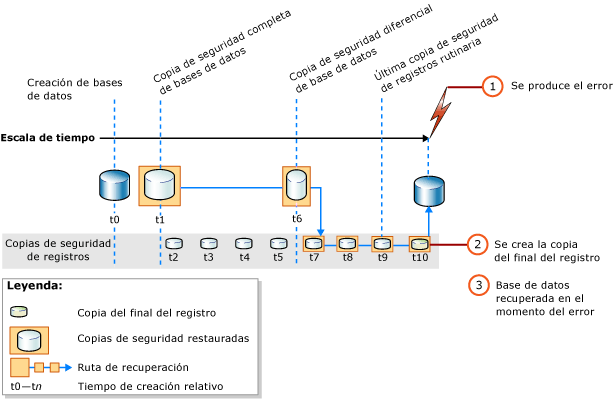 Creación de bases
de datos
Copia de seguridad completa
de bases de datos
Copia de seguridad diferencial
de base de datos
Última copia de seguridad
de registros rutinaria
1
Se produce el error
Escala de tiempo
t0
t1
t6
Copias de seguridad
de registros
t2
t3
t4
t5
t7
t8
t9
t10
2
Se crea la copia
del final del registro
3
Base de datos
recuperada en el
momento del error
Leyenda:
Copia del final del registro
Copias de seguridad restauradas
Ruta de recuperación
t0—tn
Tiempo de creación relativo